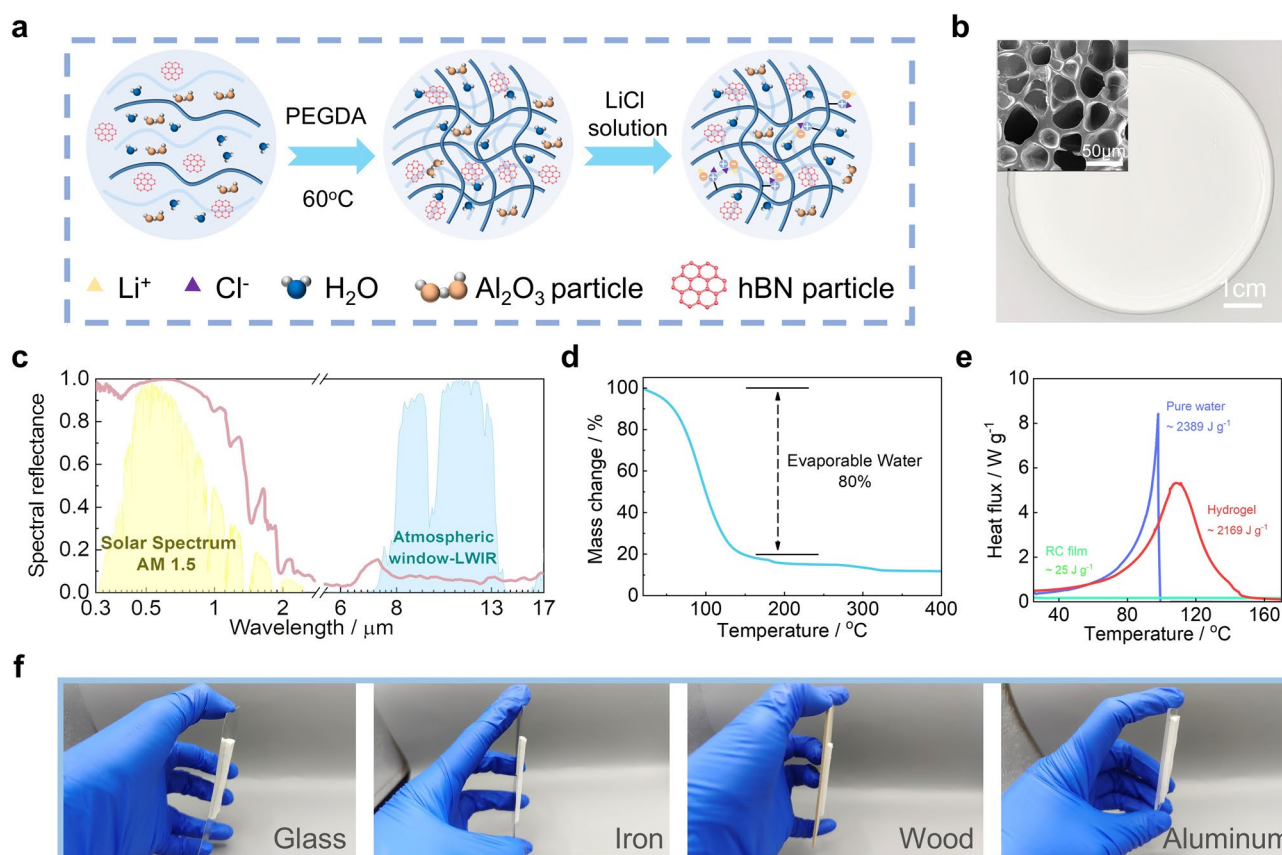 a
PEGDA
60°C
LiCl
solution
Li⁺
Cl⁻
H₂O
Al₂O₃ particle
hBN particle
b
50μm
1cm
c
Spectral reflectance
1.0
0.8
0.6
0.4
0.2
0.0
Solar Spectrum
AM 1.5
Atmospheric
window-LWIR
0.3 0.5 1 2 6 8 13 17
Wavelength / μm
d
Mass change / %
100
80
60
40
20
0
Evaporable Water
80%
100 200 300 400
Temperature / °C
e
Heat flux / W g⁻¹
10
8
6
4
2
0
Pure water
~ 2389 J g⁻¹
Hydrogel
~ 2169 J g⁻¹
RC film
~ 25 J g⁻¹
40 80 120 160
Temperature / °C
f
Glass
Iron
Wood
Aluminum